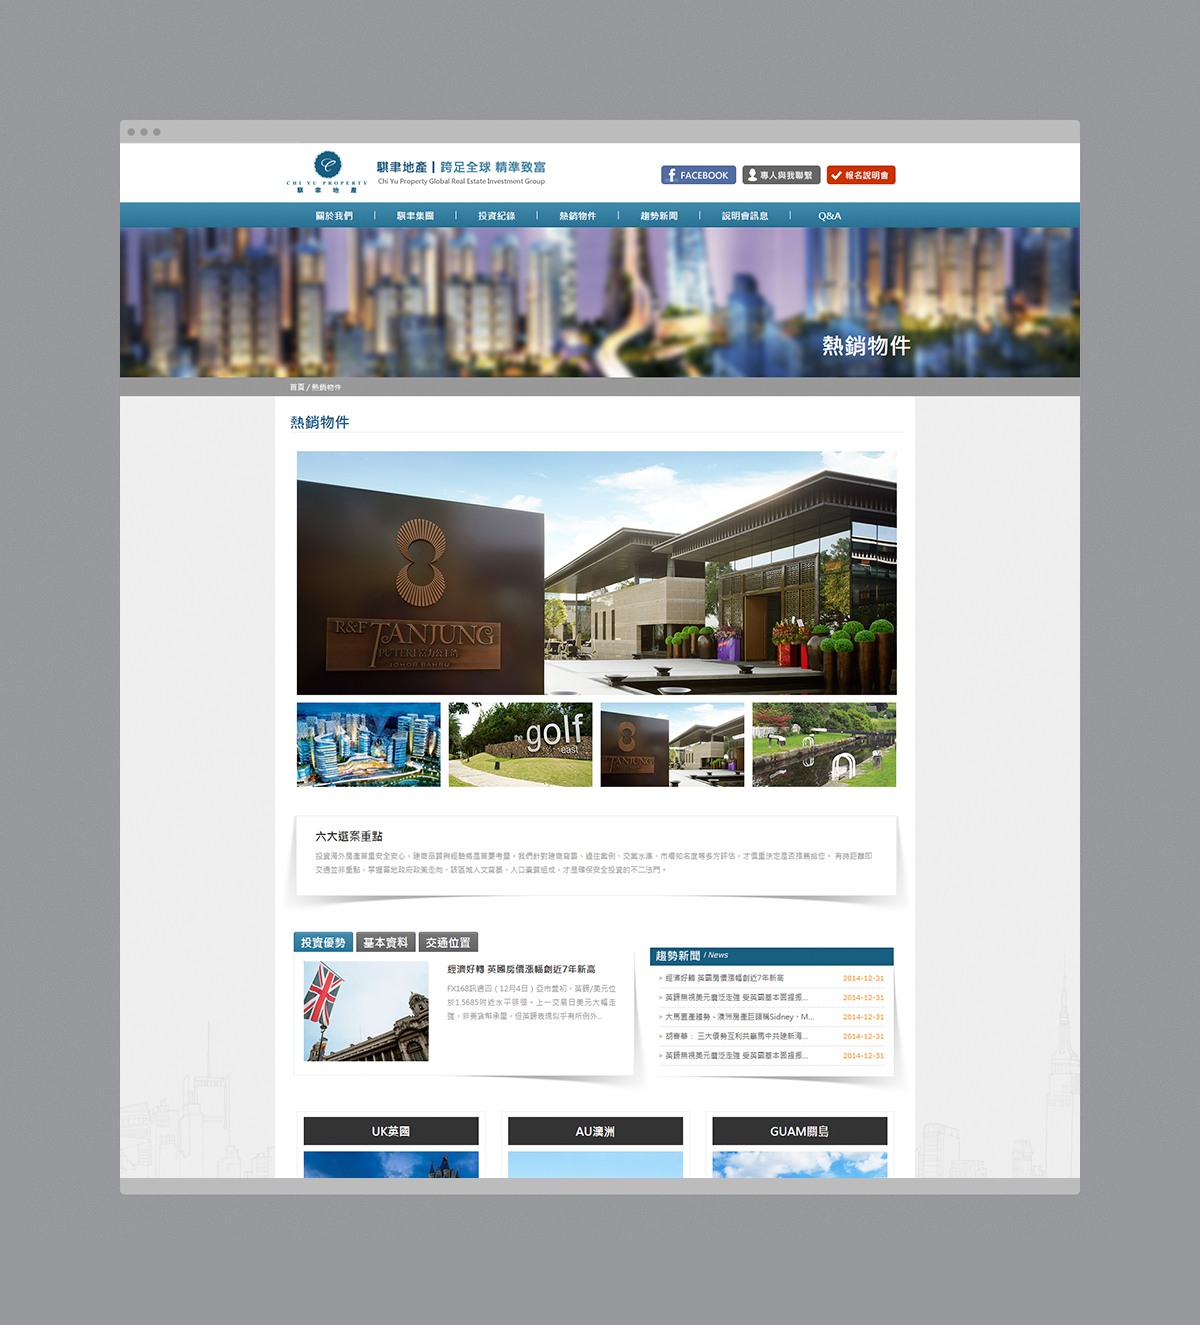 CHI YU PROPERTY
騏聿地產
騏聿地產 | 跨足全球 精準致富
Chi Yu Property Global Real Estate Investment Group
FACEBOOK
專人與我聯繫
報名說明會
關於我們 | 騏聿集團 | 投資紀錄 | 熱銷物件 | 趨勢新聞 | 說明會訊息 | Q&A
熱銷物件
首頁 / 熱銷物件
熱銷物件
R&F TANJUNG
PUTERI 富力公主灣
JOHOR BAHRU
the golf east
TANJUNG
六大選案重點
投資海外房產首重安全安心，建商品質與經驗將是首要考量。我們針對建商背景、過往案例、交案水準、市場知名度等多方評估，才慎重決定是否推薦給您。 有時距離即
交通並非重點，掌握當地政府政策走向、該區域人文背景、人口素質組成，才是確保安全投資的不二法門。
投資優勢 基本資料 交通位置
經濟好轉 英國房價漲幅創近7年新高
FX168訊週四（12月4日）亞市盤初，英鎊/美元位
於1.5685附近水平徘徊。上一交易日美元大幅走
強，非美貨幣承壓，但英鎊表現似乎有所例外...
趨勢新聞 / News
經濟好轉 英國房價漲幅創近7年新高 2014-12-31
英鎊無視美元廣泛走強 受英國基本面提振... 2014-12-31
大馬置產趨勢 - 澳洲房產巨頭稱Sidney、M... 2014-12-31
胡春華： 三大優勢互利共贏馬中共建新海... 2014-12-31
英鎊無視美元廣泛走強 受英國基本面提振... 2014-12-31
UK英國
AU澳洲
GUAM關島